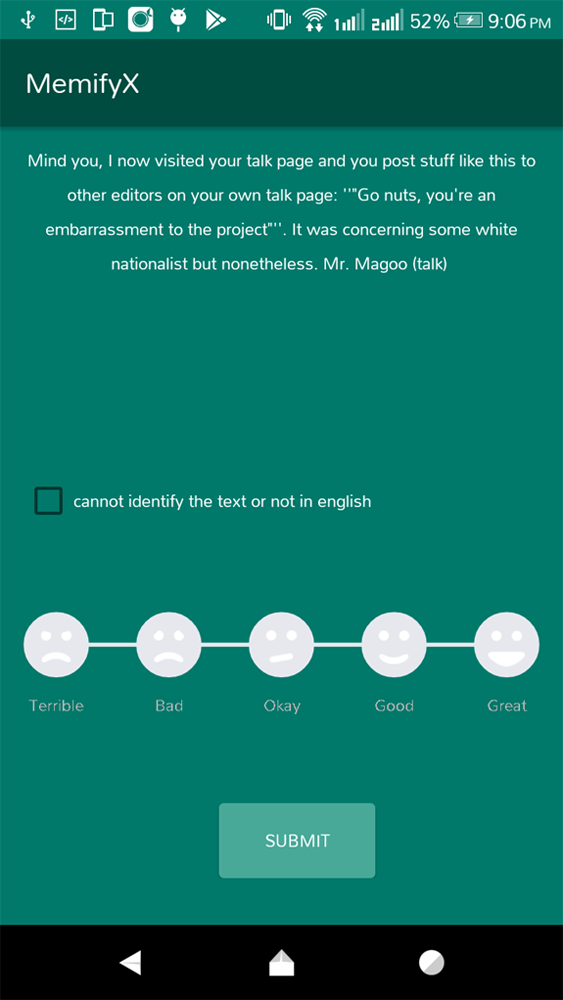 52% 9:06 PM
MemifyX
Mind you, I now visited your talk page and you post stuff like this to
other editors on your own talk page: ''"Go nuts, you're an
embarrassment to the project"''. It was concerning some white
nationalist but nonetheless. Mr. Magoo (talk)
cannot identify the text or not in english
Terrible Bad Okay Good Great
SUBMIT